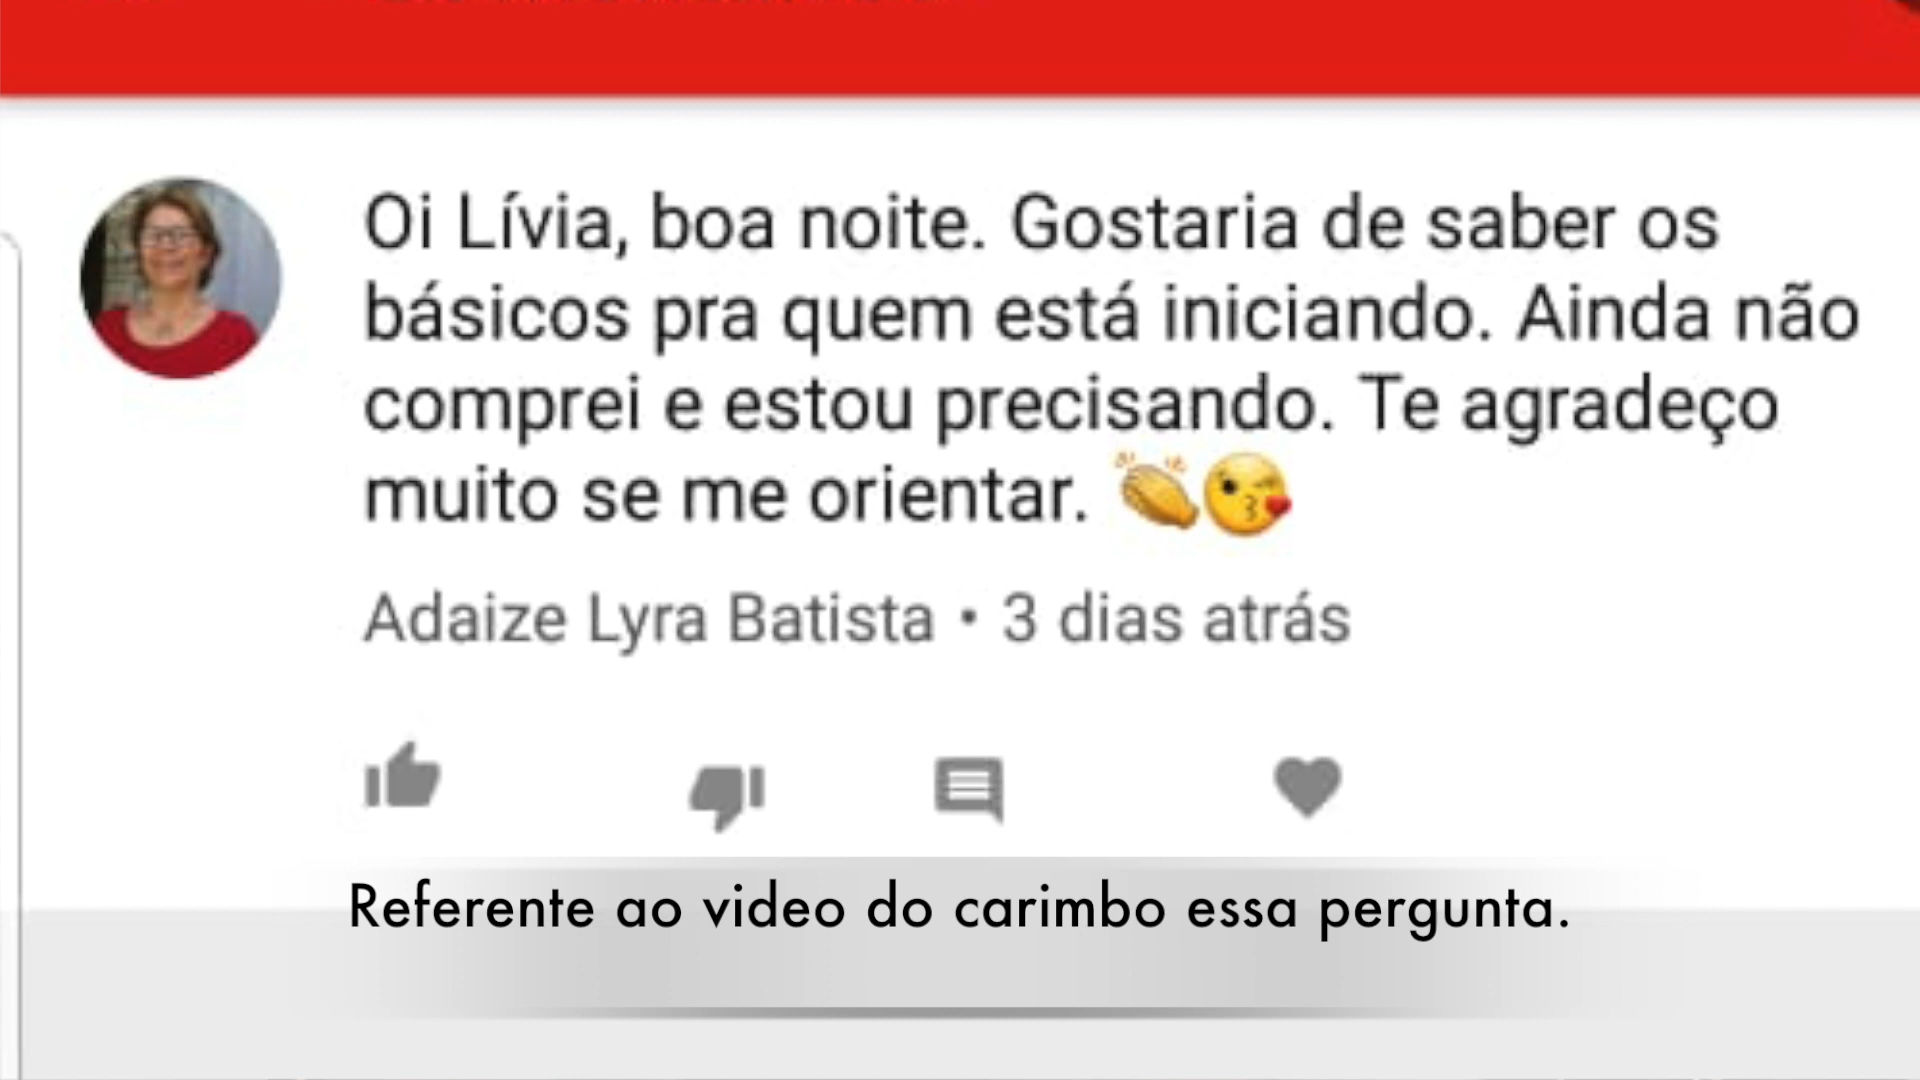 Oi Lívia, boa noite. Gostaria de saber os
básicos pra quem está iniciando. Ainda não
comprei e estou precisando. Te agradeço
muito se me orientar. 👏😘
Adaize Lyra Batista • 3 dias atrás
Referente ao video do carimbo essa pergunta.